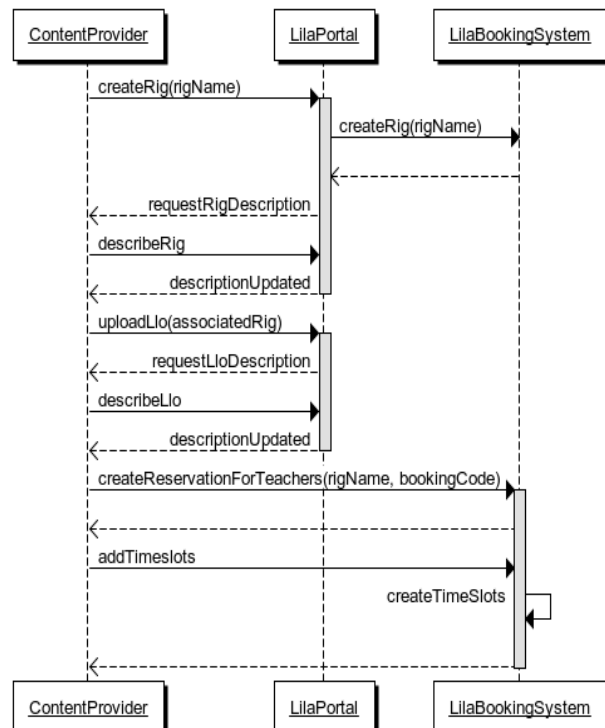 ContentProvider
LilaPortal
LilaBookingSystem
createRig(rigName)
createRig(rigName)
requestRigDescription
describeRig
descriptionUpdated
uploadLlo(associatedRig)
requestLloDescription
describeLlo
descriptionUpdated
createReservationForTeachers(rigName, bookingCode)
addTimeslots
createTimeSlots
ContentProvider
LilaPortal
LilaBookingSystem